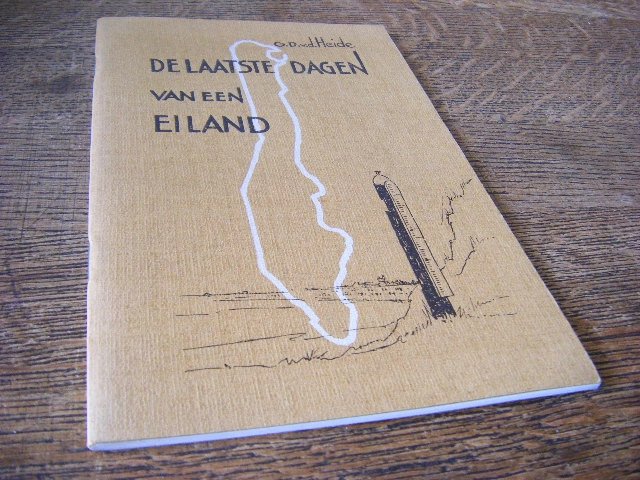 G.D.v.d.Heide
DE LAATSTE DAGEN
VAN EEN
EILAND